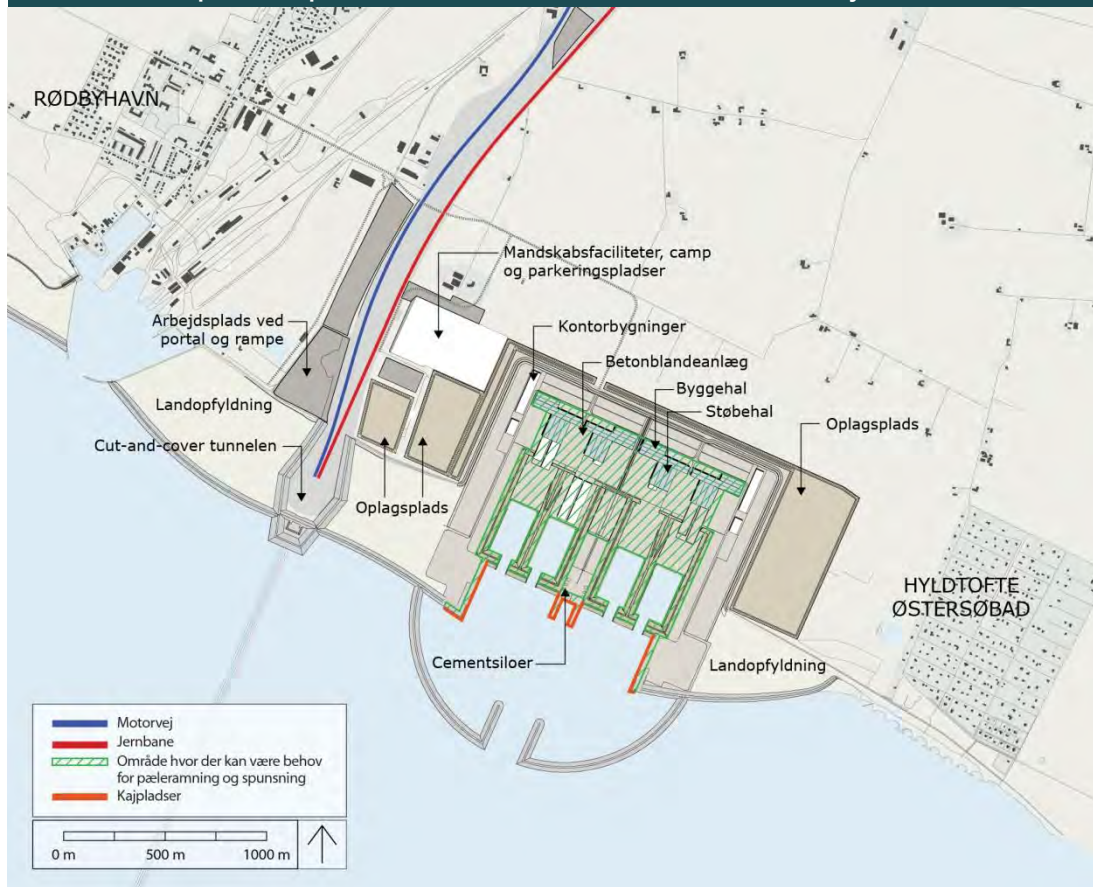 RØDBYHAVN
Mandskabsfaciliteter, camp
og parkeringspladser
Kontorbygninger
Arbejdsplads ved
portal og rampe
Betonblandeanlæg
Byggehal
Støbehal
Landopfyldning
Oplagsplads
Cut-and-cover tunnelen
Oplagsplads
HYLDTOFTE
ØSTERSØBAD
Cementsiloer
Landopfyldning
Motorvej
Jernbane
Område hvor der kan være behov
for pæleramning og spunsning
Kajpladser
0 m 500 m 1000 m